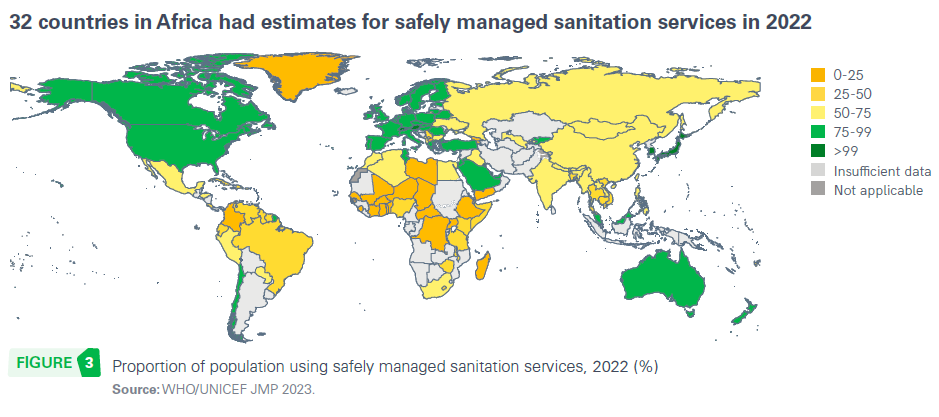 32 countries in Africa had estimates for safely managed sanitation services in 2022
0-25
25-50
50-75
75-99
>99
Insufficient data
Not applicable
FIGURE 3 Proportion of population using safely managed sanitation services, 2022 (%)
Source: WHO/UNICEF JMP 2023.